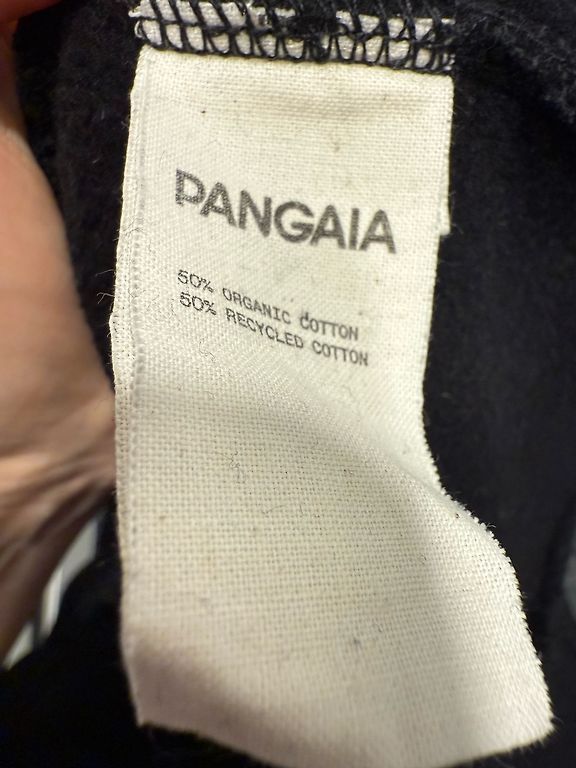 PANGAIA
50% ORGANIC COTTON
50% RECYCLED COTTON